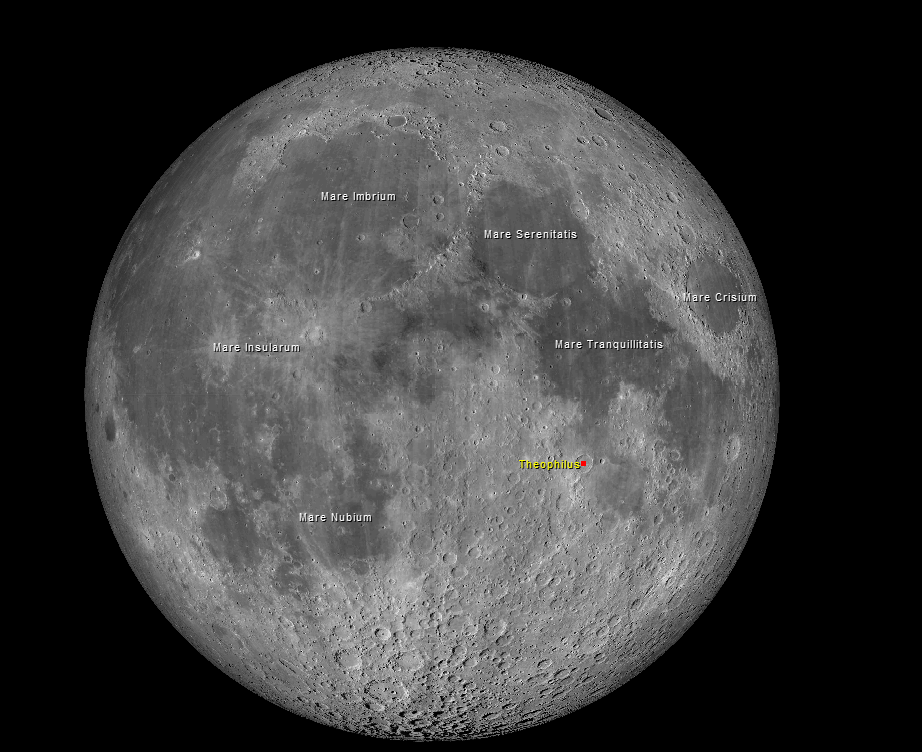 Mare Imbrium
Mare Serenitatis
Mare Crisium
Mare Insularum
Mare Tranquillitatis
Theophilus
Mare Nubium